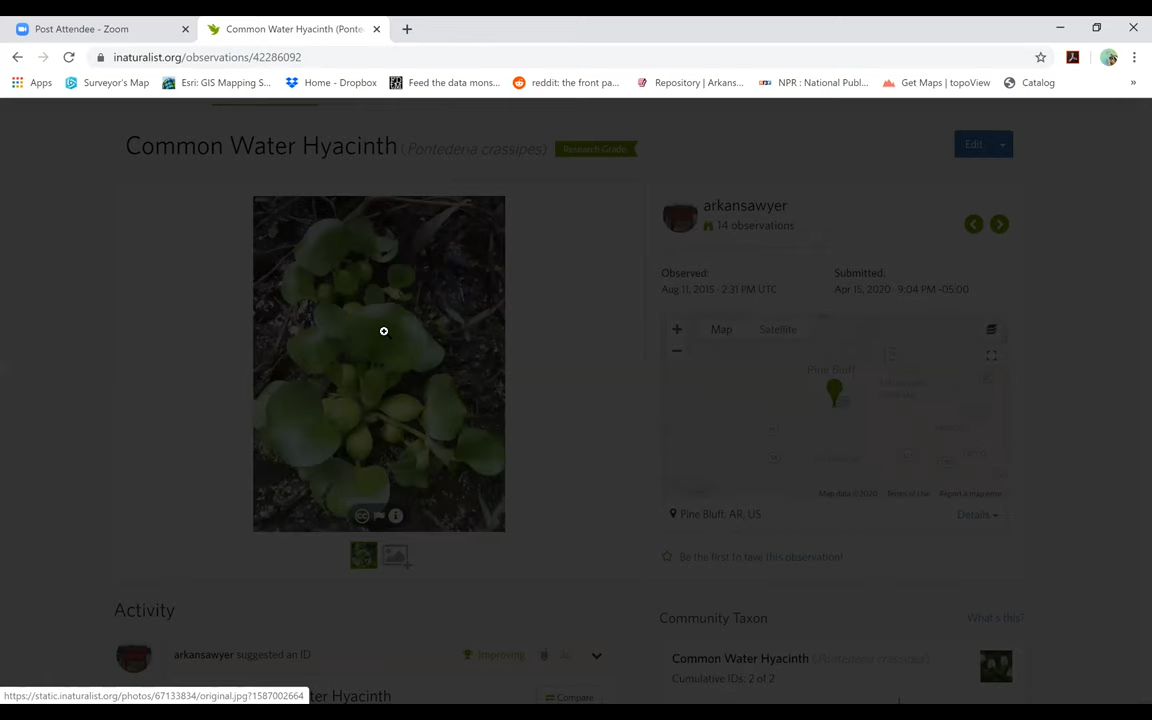 Post Attendee - Zoom
Common Water Hyacinth (Ponte
inaturalist.org/observations/42286092
Apps
Surveyor's Map
Esri: GIS Mapping S...
Home - Dropbox
Feed the data mons...
reddit: the front pa...
Repository | Arkans...
NPR : National Publ...
Get Maps | topoView
Catalog
»
Common Water Hyacinth (Pontederia crassipes)
Research Grade
Edit
arkansawyer
14 observations
Observed:
Submitted:
Aug 11, 2015 · 2:31 PM UTC
Apr 15, 2020 · 9:04 PM -05:00
+
Map
Satellite
−
Pine Bluff
Map data ©2020
Terms of Use
Report a map error
Pine Bluff, AR, US
Details
Be the first to fave this observation!
Activity
Community Taxon
What's this?
arkansawyer suggested an ID
Improving
Common Water Hyacinth (Pontederia crassipes)
Cumulative IDs: 2 of 2
https://static.inaturalist.org/photos/67133834/original.jpg?1587002664
ter Hyacinth
Compare